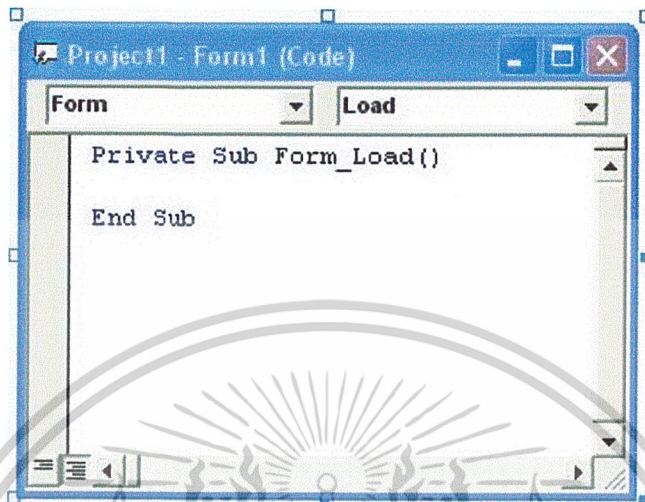 Project1 - Form1 (Code)
Form Load
Private Sub Form_Load()
End Sub